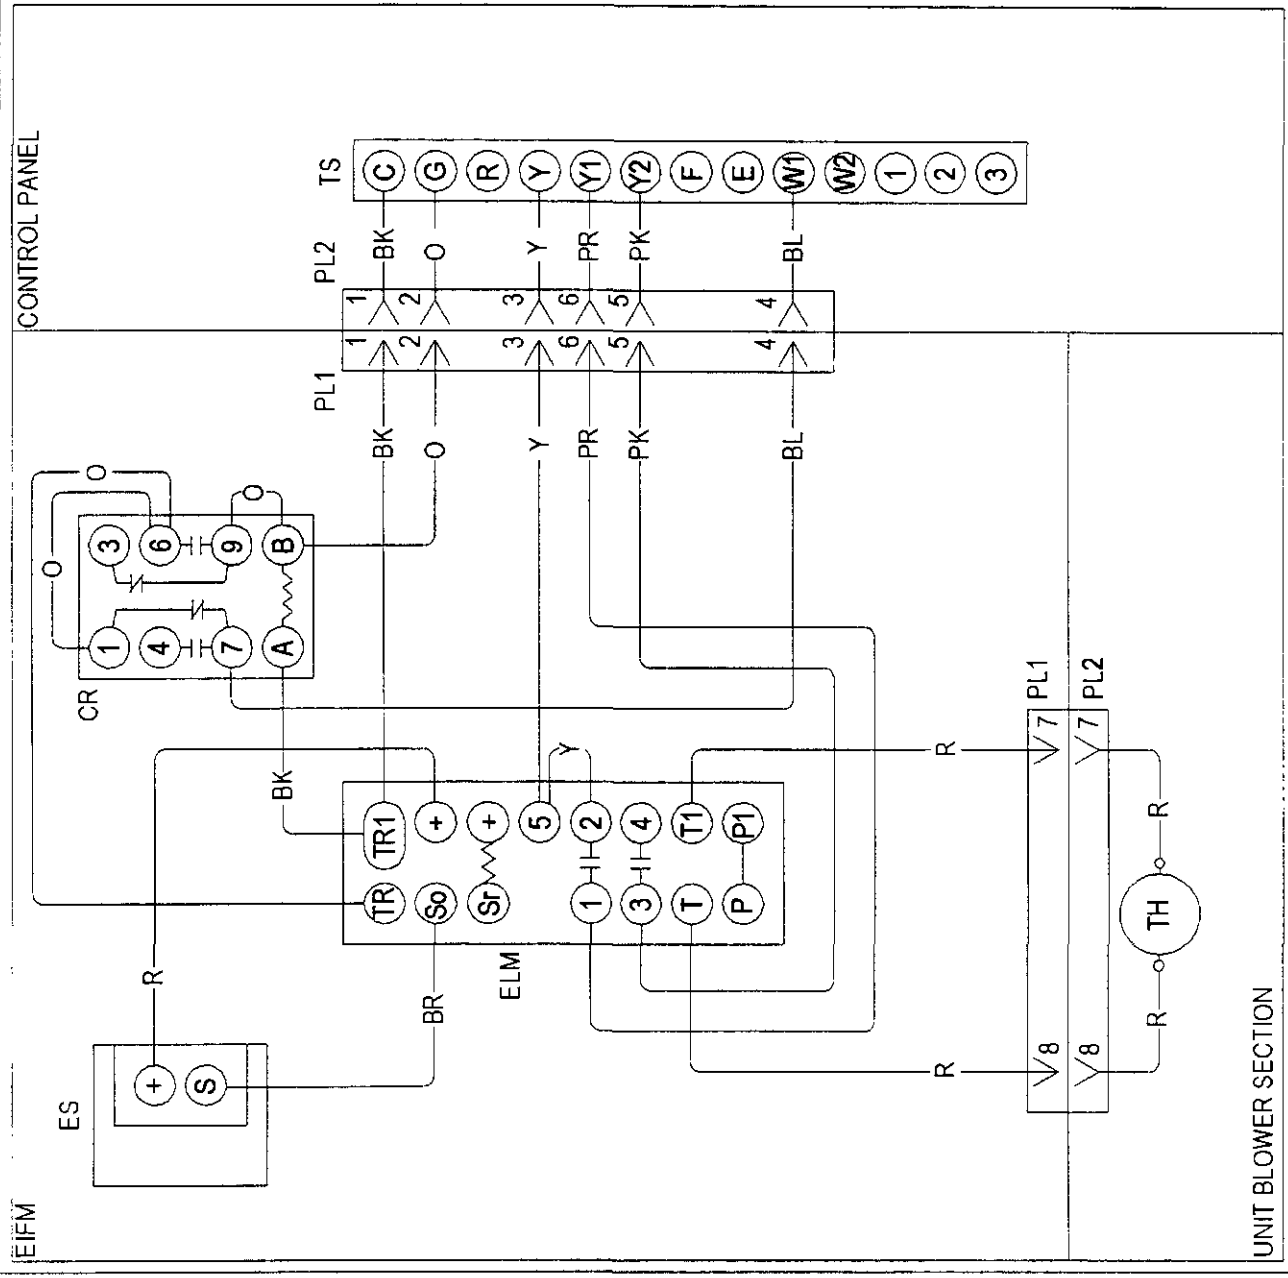 EIFM CONTROL PANEL
O
ES
CR
O
1 3
+ R 4 6
S
7 9
O
BK A B
PL1 PL2 TS
TR TR1 BK 1 1 BK C
BR So + O 2 2 O G
Sr + R
ELM
5 Y 3 3 Y Y
Y
1 2 PR 6 6 PR Y1
3 4 PK 5 5 PK Y2
T T1 F
P P1 E
BL 4 4 BL W1
W2
1
2
3
R R
8 7 PL1
8 7 PL2
R TH R
UNIT BLOWER SECTION